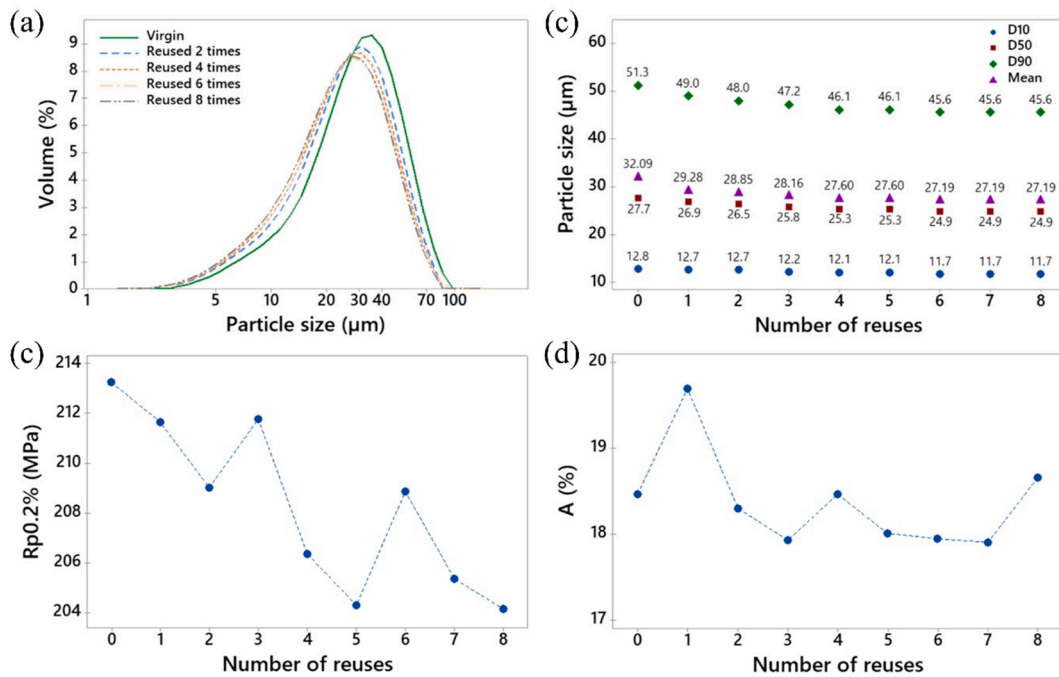 (a)
Virgin
Reused 2 times
Reused 4 times
Reused 6 times
Reused 8 times
Volume (%)
9
8
7
6
5
4
3
2
1
0
1 5 10 20 30 40 70 100
Particle size (µm)
(c)
D10
D50
D90
Mean
Particle size (µm)
60
50
40
30
20
10
51.3 49.0 48.0 47.2 46.1 46.1 45.6 45.6 45.6
32.09 29.28 28.85 28.16 27.60 27.60 27.19 27.19 27.19
27.7 26.9 26.5 25.8 25.3 25.3 24.9 24.9 24.9
12.8 12.7 12.7 12.2 12.1 12.1 11.7 11.7 11.7
0 1 2 3 4 5 6 7 8
Number of reuses
(c)
Rp0.2% (MPa)
214
212
210
208
206
204
0 1 2 3 4 5 6 7 8
Number of reuses
(d)
A (%)
20
19
18
17
0 1 2 3 4 5 6 7 8
Number of reuses